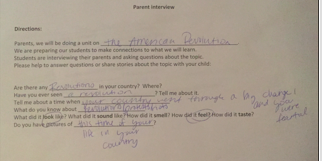 Parent Interview
Directions:
Parents, we will be doing a unit on the American Revolution
We are preparing our students to make connections to what we will learn.
Students are interviewing their parents and asking questions about the topic.
Please help to answer questions or share stories about the topic with your child.
Are there any Revolutions in your country? Where?
Have you ever seen a revolution? Tell me about it.
Tell me about a time when your country went through a big change
What do you know about
What did it look like? What did it sound like? How did it smell? How did it feel? How did it taste?
Do you have pictures of this time in your
life in your
country